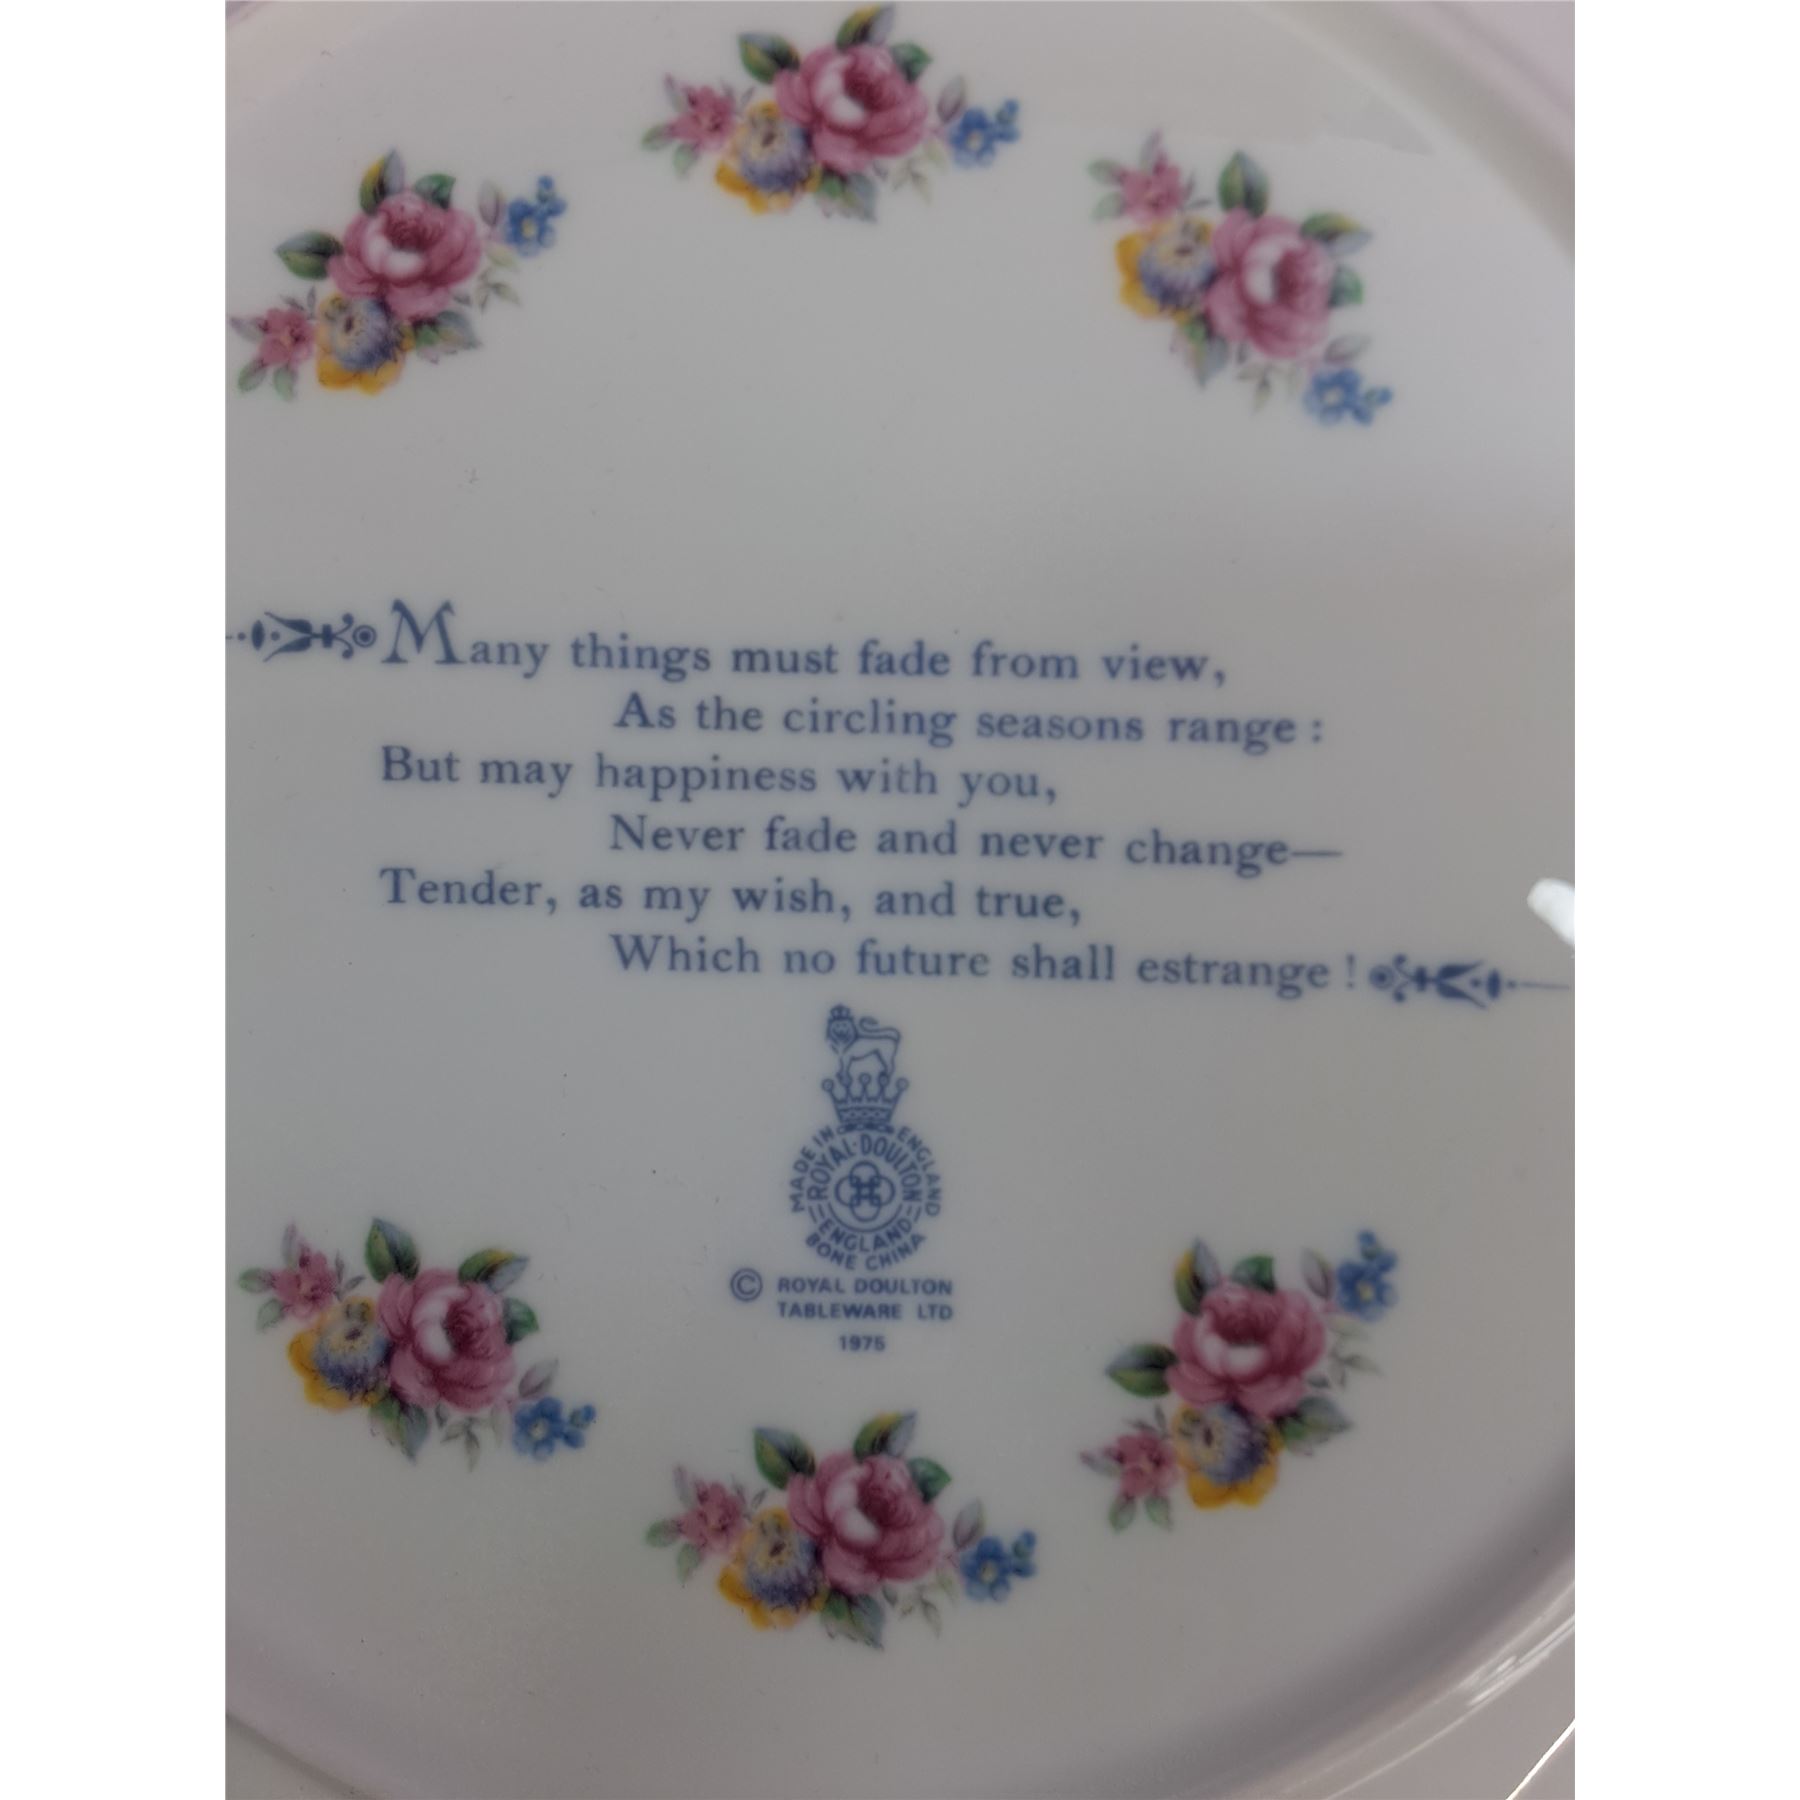 Many things must fade from view,
As the circling seasons range :
But may happiness with you,
Never fade and never change—
Tender, as my wish, and true,
Which no future shall estrange !
MADE IN ENGLAND
ROYAL·DOULTON
ENGLAND
BONE CHINA
© ROYAL DOULTON
TABLEWARE LTD
1975